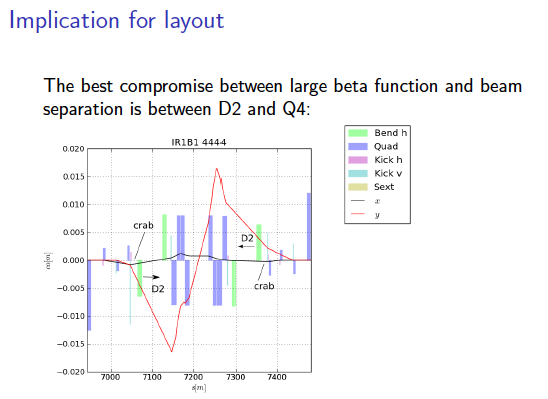 Implication for layout
The best compromise between large beta function and beam
separation is between D2 and Q4:
IR1B1 4444
0.020
0.015
0.010
0.005
0.000
−0.005
−0.010
−0.015
−0.020
co[m]
7000 7100 7200 7300 7400
s[m]
crab
D2
D2
crab
Bend h
Quad
Kick h
Kick v
Sext
x
y